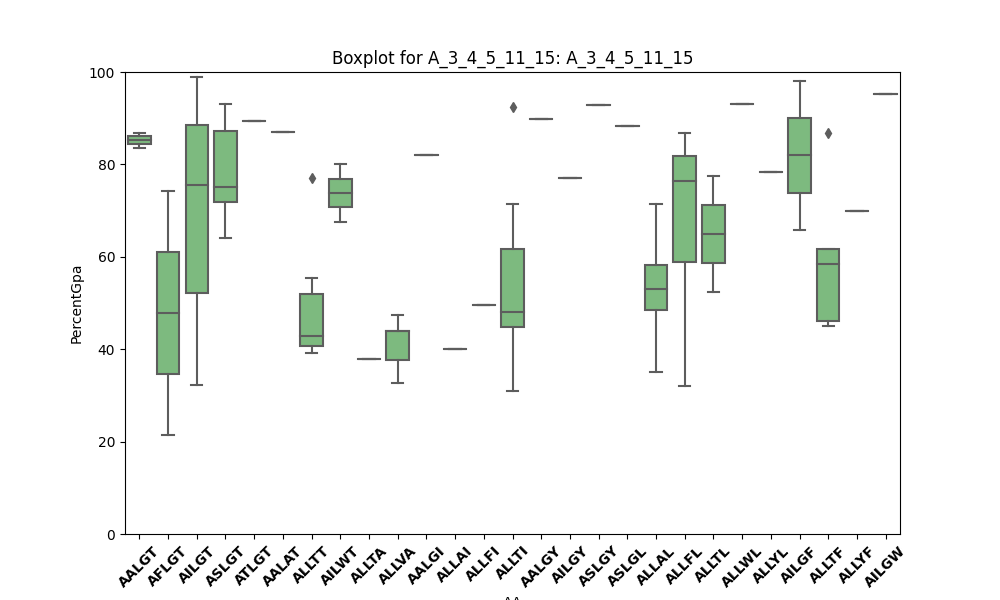 Boxplot for A_3_4_5_11_15: A_3_4_5_11_15
100
80
60
40
20
0
PercentGpa
AALGT
AFLGT
AILGT
ASLGT
ATLGT
AALAT
ALLTT
AILWT
ALLTA
ALLVA
AALGI
ALLAI
ALLFI
ALLTI
AALGY
AILGY
ASLGY
ASLGL
ALLAL
ALLFL
ALLTL
ALLWL
ALLYL
AILGF
ALLTF
ALLYF
AILGW